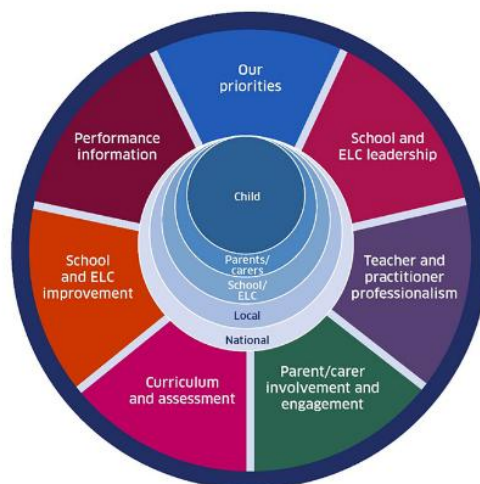 Our
priorities
School and
ELC leadership
Teacher and
practitioner
professionalism
Parent/carer
involvement and
engagement
Curriculum
and assessment
School
and ELC
improvement
Performance
information
Child
Parents/
carers
School/
ELC
Local
National